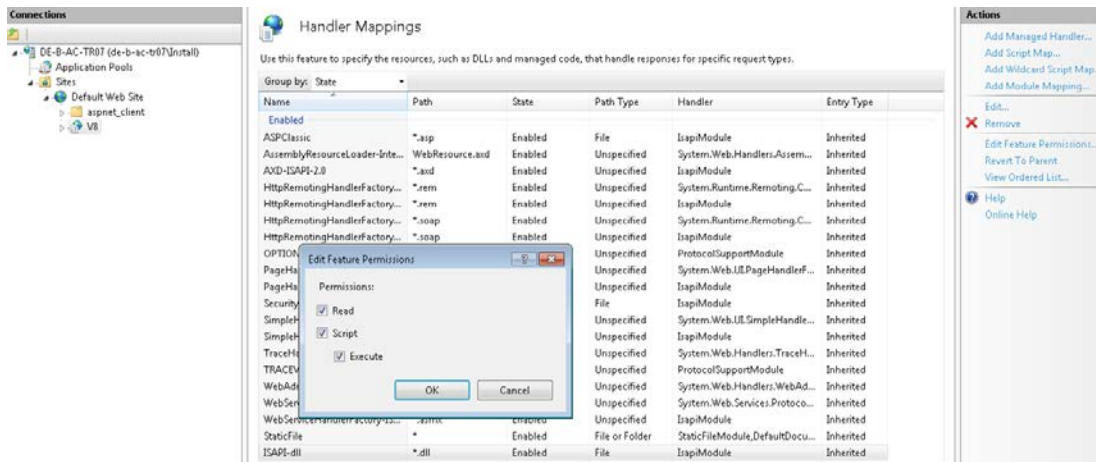 Connections
DE-B-AC-TR07 (de-b-ac-tr07\Install)
Application Pools
Sites
Default Web Site
aspnet_client
V8
Handler Mappings
Use this feature to specify the resources, such as DLLs and managed code, that handle responses for specific request types.
Group by: State
Name Path State Path Type Handler Entry Type
Enabled
ASPClassic *.asp Enabled File IsapiModule Inherited
AssemblyResourceLoader-Inte... WebResource.axd Enabled Unspecified System.Web.Handlers.Assem... Inherited
AXD-ISAPI-2.0 *.axd Enabled Unspecified IsapiModule Inherited
HttpRemotingHandlerFactory... *.rem Enabled Unspecified System.Runtime.Remoting.C... Inherited
HttpRemotingHandlerFactory... *.rem Enabled Unspecified IsapiModule Inherited
HttpRemotingHandlerFactory... *.soap Enabled Unspecified System.Runtime.Remoting.C... Inherited
HttpRemotingHandlerFactory... *.soap Enabled Unspecified IsapiModule Inherited
OPTION Unspecified ProtocolSupportModule Inherited
PageHa Unspecified System.Web.UI.PageHandlerF... Inherited
PageHa Unspecified IsapiModule Inherited
Security File IsapiModule Inherited
SimpleH Unspecified System.Web.UI.SimpleHandle... Inherited
SimpleH Unspecified IsapiModule Inherited
TraceHa Unspecified System.Web.Handlers.TraceH... Inherited
TRACEV Unspecified ProtocolSupportModule Inherited
WebAd Unspecified System.Web.Handlers.WebAd... Inherited
WebSer Unspecified System.Web.Services.Protoco... Inherited
Unspecified IsapiModule Inherited
StaticFile * Enabled File or Folder StaticFileModule,DefaultDocu... Inherited
ISAPI-dll *.dll Enabled File IsapiModule Inherited
Edit Feature Permissions
Permissions:
Read
Script
Execute
OK Cancel
Actions
Add Managed Handler...
Add Script Map...
Add Wildcard Script Map.
Add Module Mapping...
Edit...
Remove
Edit Feature Permissions...
Revert To Parent
View Ordered List...
Help
Online Help